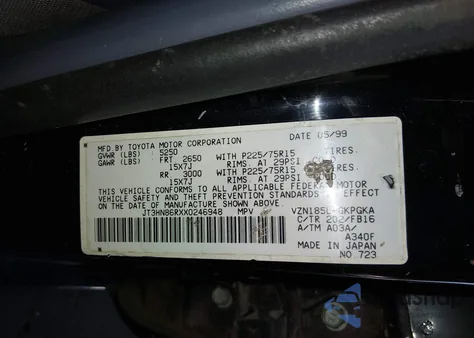 MFD.BY TOYOTA MOTOR CORPORATION DATE 05/99
GVWR (LBS) 5250
GAWR (LBS) FRT. 2650 WITH P225/75R15 TIRES.
15X7J RIMS. AT 29PSI
RR. 3000 WITH P225/75R15 TIRES.
15X7J RIMS. AT 29PSI
THIS VEHICLE CONFORMS TO ALL APPLICABLE FEDERAL MOTOR
VEHICLE SAFETY AND THEFT PREVENTION STANDARDS IN EFFECT
ON THE DATE OF MANUFACTURE SHOWN ABOVE.
JT3HN86RXX0246948 MPV VZN185L-GKPGKA
C/TR 202/FB16
A/TM A03A/
A340F
MADE IN JAPAN
NO 723